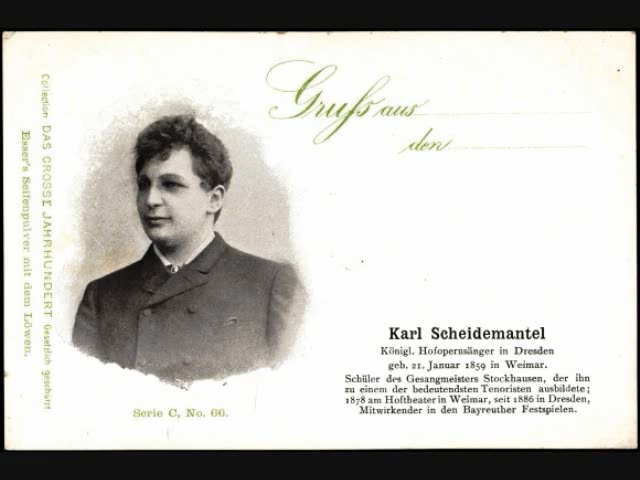 Collection DAS GROSSE JAHRHUNDERT Gesetzlich geschützt
Esser's Seifenpulver mit dem Löwen.
Gruss aus
den
Karl Scheidemantel
Königl. Hofopernsänger in Dresden
geb. 21. Januar 1859 in Weimar.
Schüler des Gesangmeisters Stockhausen, der ihn
zu einem der bedeutendsten Tenoristen ausbildete;
1878 am Hoftheater in Weimar, seit 1886 in Dresden,
Mitwirkender in den Bayreuther Festspielen.
Serie C, No. 66.